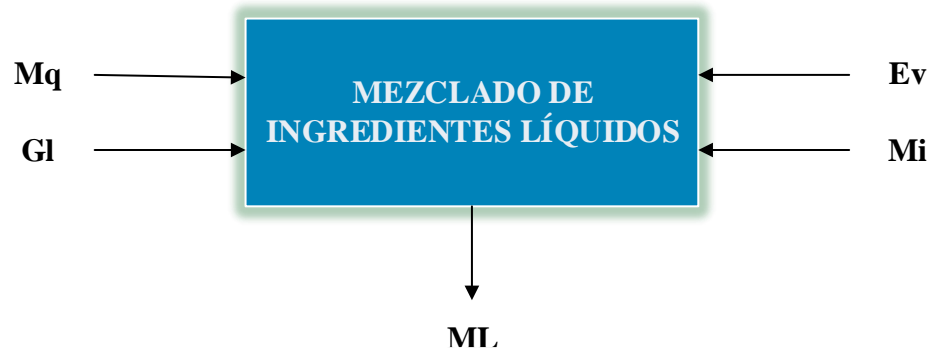 Mq
Gl
MEZCLADO DE
INGREDIENTES LÍQUIDOS
Ev
Mi
ML